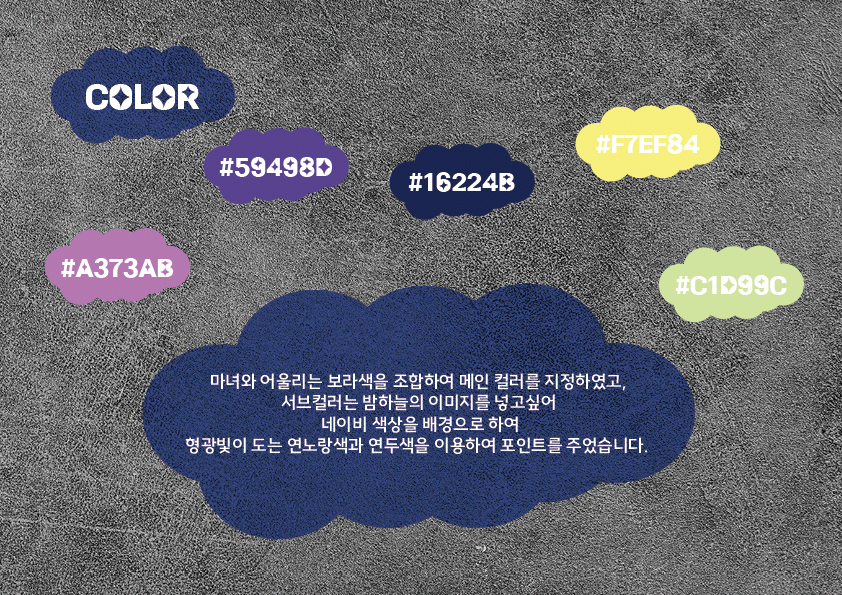 COLOR
#59498D
#16224B
#F7EF84
#A373AB
#C1D99C
마녀와 어울리는 보라색을 조합하여 메인 컬러를 지정하였고,
서브컬러는 밤하늘의 이미지를 넣고싶어
네이비 색상을 배경으로 하여
형광빛이 도는 연노랑색과 연두색을 이용하여 포인트를 주었습니다.